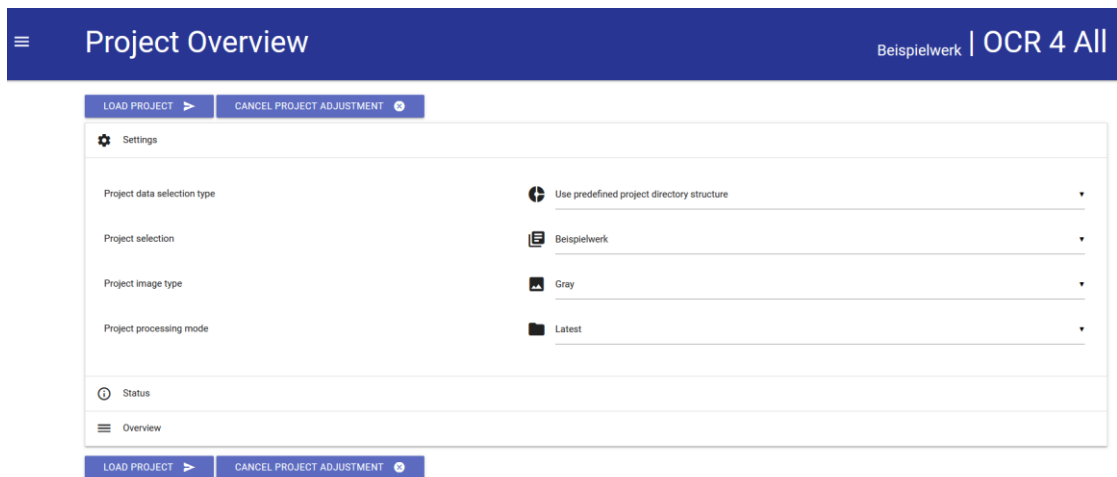 Project Overview
Beispielwerk | OCR 4 All
LOAD PROJECT CANCEL PROJECT ADJUSTMENT
Settings
Project data selection type Use predefined project directory structure
Project selection Beispielwerk
Project image type Gray
Project processing mode Latest
Status
Overview
LOAD PROJECT CANCEL PROJECT ADJUSTMENT